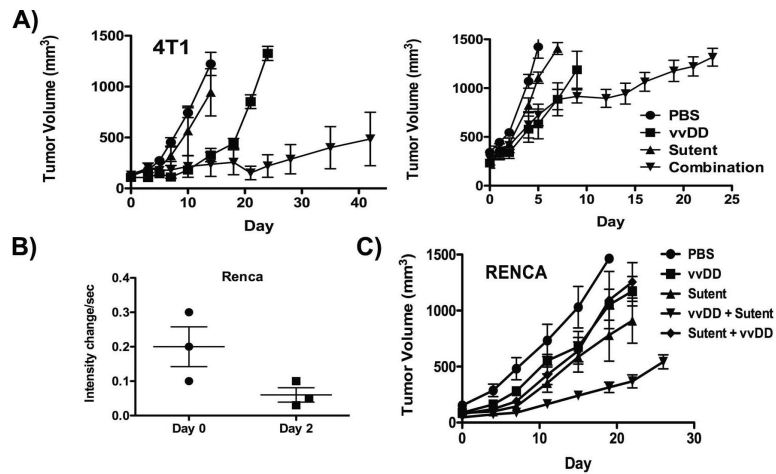 A)
4T1
Tumor Volume (mm3)
1500
1000
500
0
0
10
20
30
40
Day
Tumor Volume (mm3)
1500
1000
500
0
0
5
10
15
20
25
Day
PBS
vvDD
Sutent
Combination
B)
Renca
Intensity change/sec
0.4
0.3
0.2
0.1
0.0
Day 0
Day 2
C)
RENCA
Tumor Volume (mm3)
1500
1000
500
0
0
10
20
30
Day
PBS
vvDD
Sutent
vvDD + Sutent
Sutent + vvDD